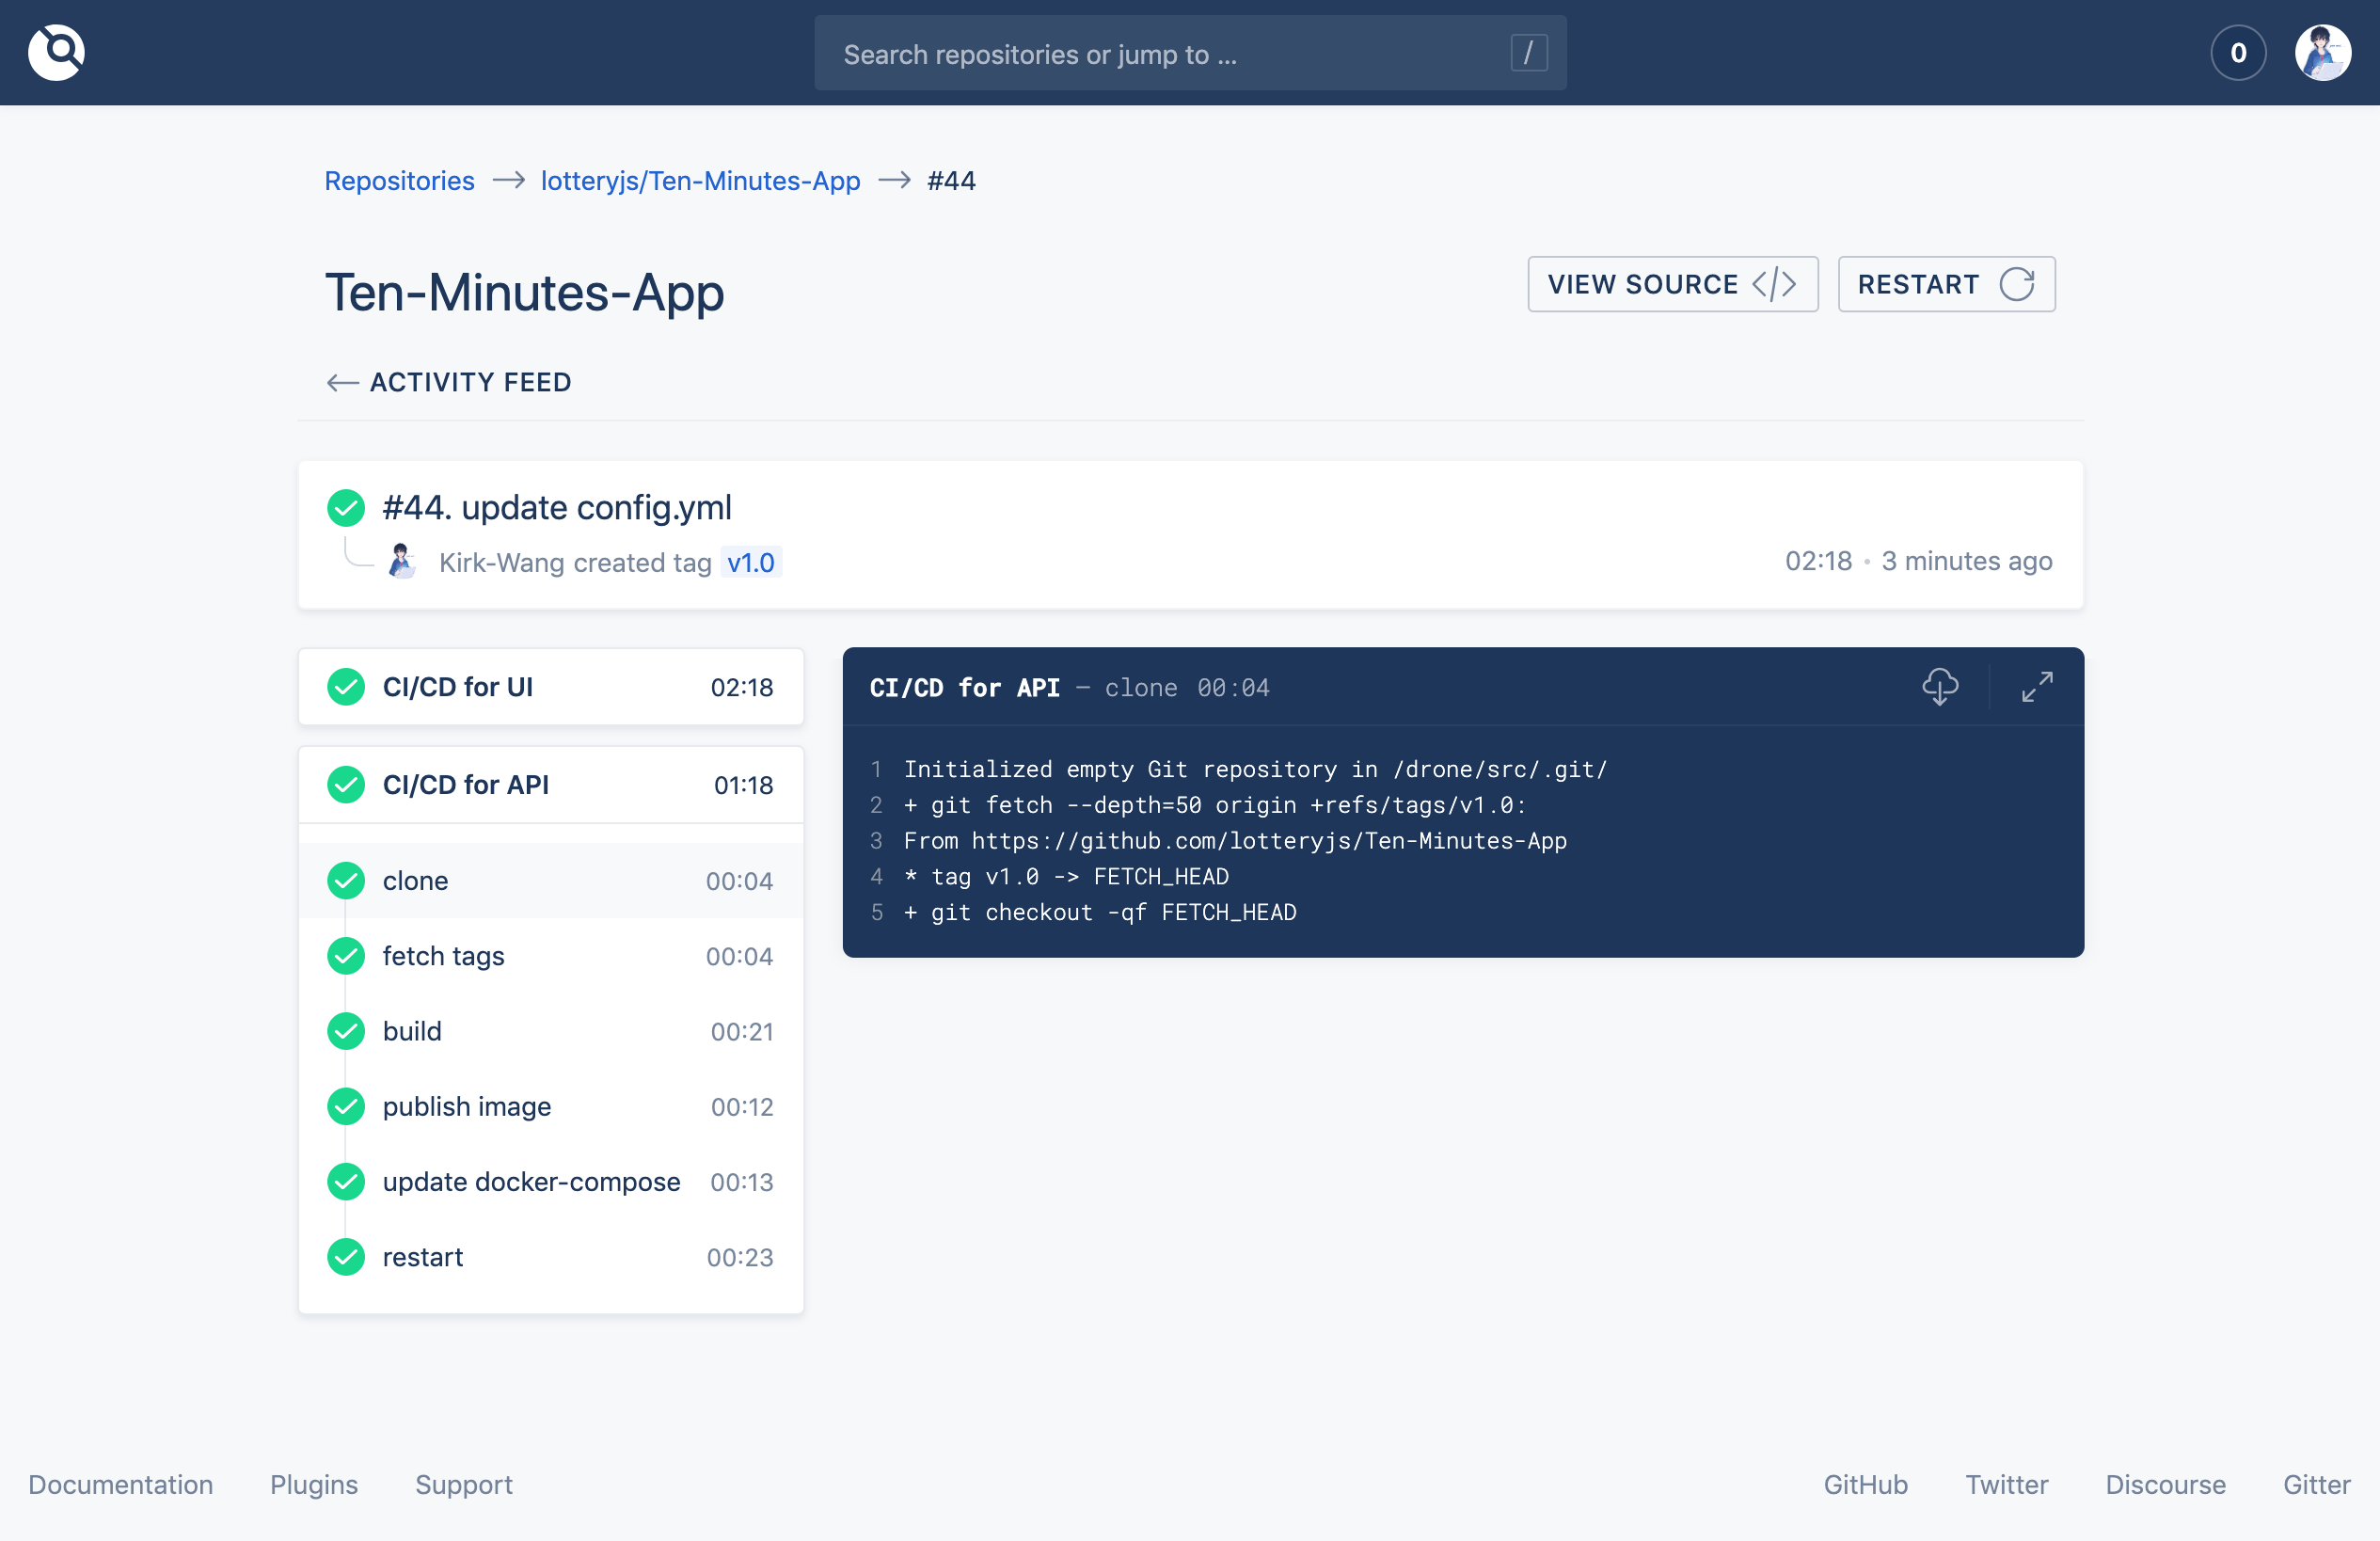 Search repositories or jump to ... /
0
Repositories → lotteryjs/Ten-Minutes-App → #44
Ten-Minutes-App
VIEW SOURCE </> RESTART
← ACTIVITY FEED
#44. update config.yml
Kirk-Wang created tag v1.0
02:18 • 3 minutes ago
CI/CD for UI 02:18
CI/CD for API 01:18
clone 00:04
fetch tags 00:04
build 00:21
publish image 00:12
update docker-compose 00:13
restart 00:23
CI/CD for API — clone 00:04
1 Initialized empty Git repository in /drone/src/.git/
2 + git fetch --depth=50 origin +refs/tags/v1.0:
3 From https://github.com/lotteryjs/Ten-Minutes-App
4 * tag v1.0 -> FETCH_HEAD
5 + git checkout -qf FETCH_HEAD
Documentation Plugins Support
GitHub Twitter Discourse Gitter